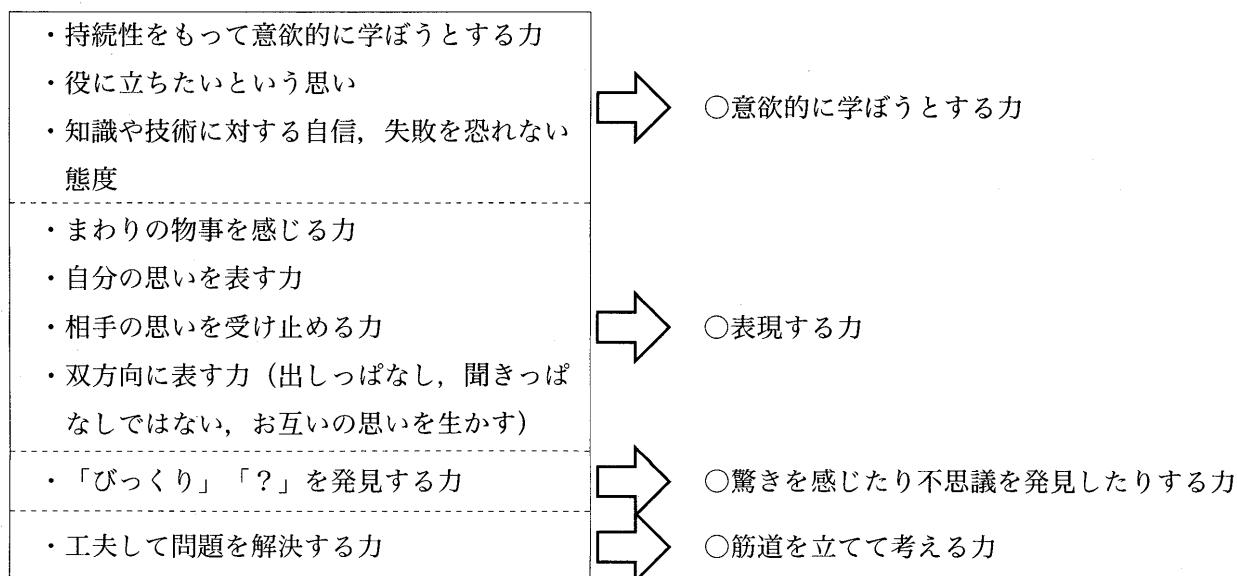 ・持続性をもって意欲的に学ぼうとする力
・役に立ちたいという思い
・知識や技術に対する自信，失敗を恐れない
態度
○意欲的に学ぼうとする力
・まわりの物事を感じる力
・自分の思いを表す力
・相手の思いを受け止める力
・双方向に表す力（出しっぱなし，聞きっぱ
なしではない，お互いの思いを生かす）
○表現する力
・「びっくり」「？」を発見する力
○驚きを感じたり不思議を発見したりする力
・工夫して問題を解決する力
○筋道を立てて考える力